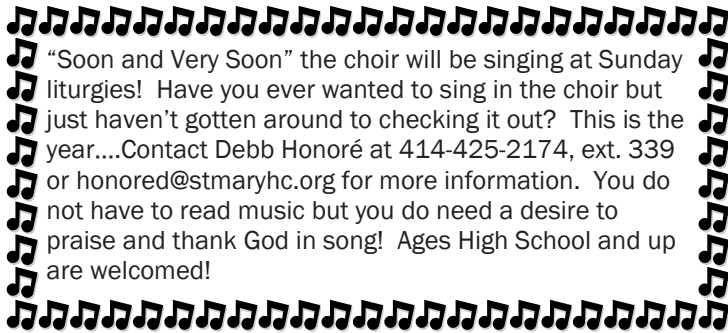 “Soon and Very Soon” the choir will be singing at Sunday
liturgies!  Have you ever wanted to sing in the choir but
just haven’t gotten around to checking it out?  This is the
year....Contact Debb Honoré at 414-425-2174, ext. 339
or honored@stmaryhc.org for more information.  You do
not have to read music but you do need a desire to
praise and thank God in song!  Ages High School and up
are welcomed!